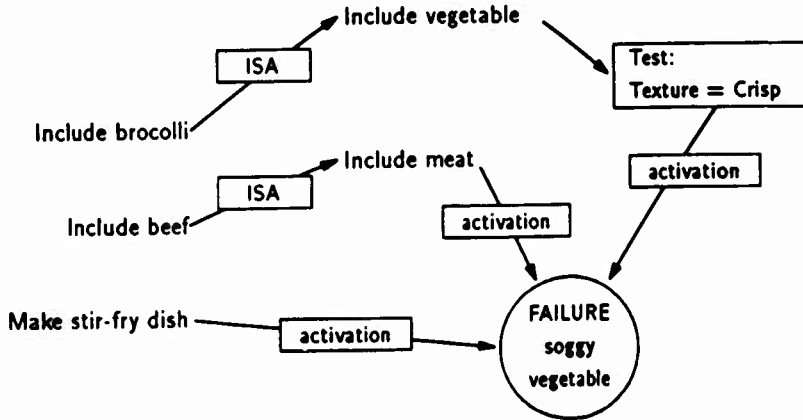 Include vegetable
ISA
Test:
Texture = Crisp
Include brocolli
Include meat
activation
ISA
activation
Include beef
FAILURE
soggy
vegetable
Make stir-fry dish
activation